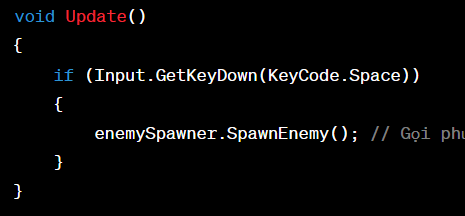 void Update()
{
if (Input.GetKeyDown(KeyCode.Space))
{
enemySpawner.SpawnEnemy(); // Gọi
}
}